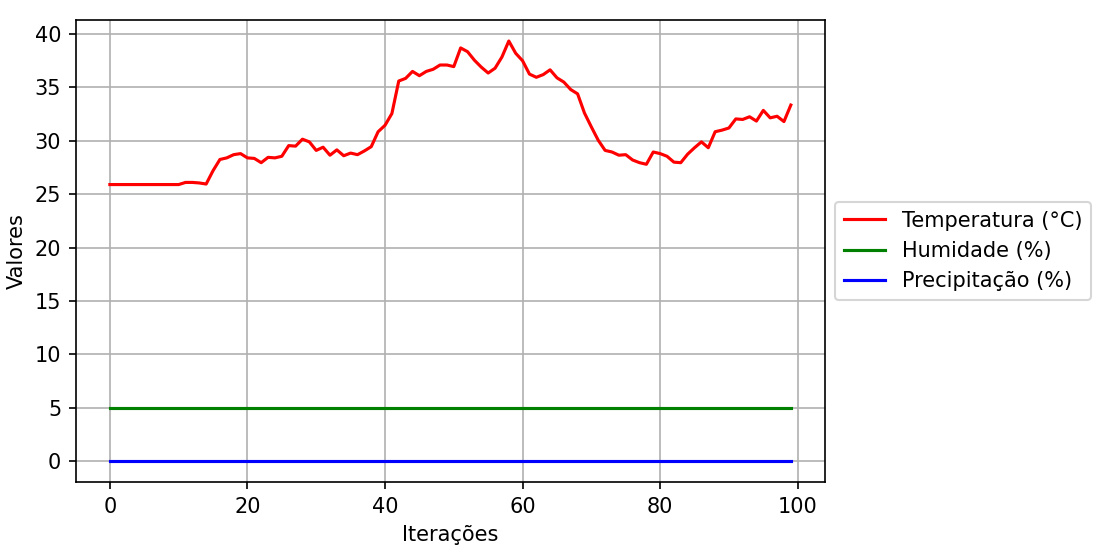 40
35
30
25
20
15
10
5
0
Valores
0 20 40 60 80 100
Iterações
Temperatura (°C)
Humidade (%)
Precipitação (%)